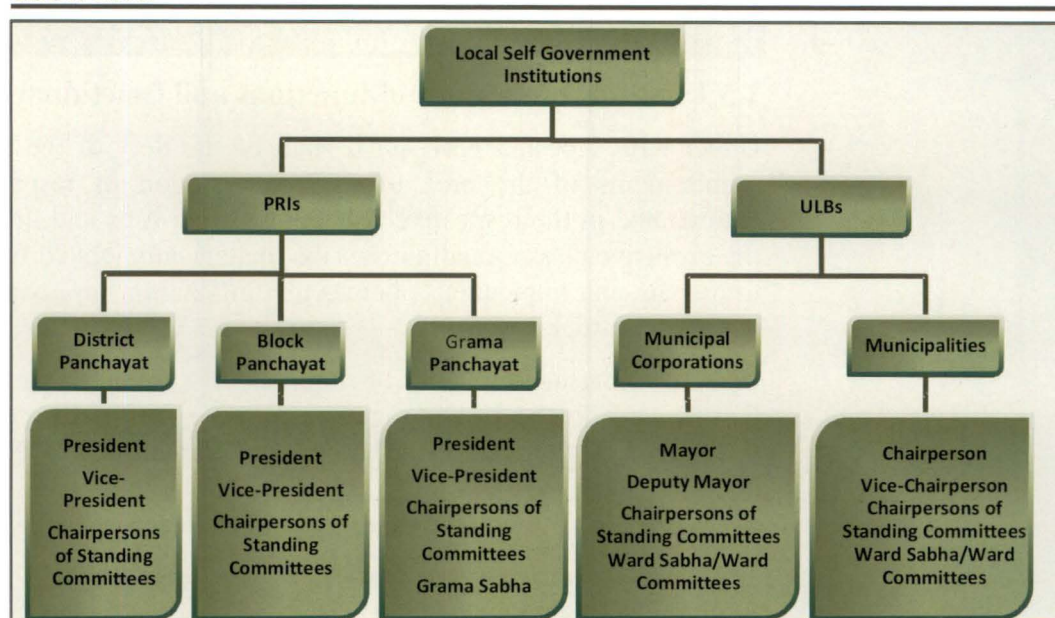 Local Self Government
Institutions
PRIs
ULBs
District
Panchayat
Block
Panchayat
Grama
Panchayat
Municipal
Corporations
Municipalities
President
Vice-
President
Chairpersons
of Standing
Committees
President
Vice-President
Chairpersons of
Standing
Committees
President
Vice-President
Chairpersons of
Standing
Committees
Grama Sabha
Mayor
Deputy Mayor
Chairpersons of
Standing Committees
Ward Sabha/Ward
Committees
Chairperson
Vice-Chairperson
Chairpersons of
Standing Committees
Ward Sabha/Ward
Committees